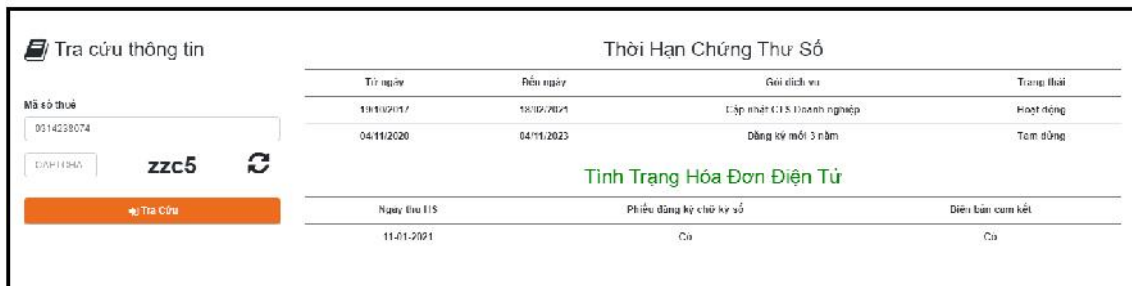 Tra cứu thông tin
Mã số thuế
0314238074
CAPTCHA
zzc5
Tra Cứu
Thời Hạn Chứng Thư Số
Từ ngày Đến ngày Gói dịch vụ Trạng thái
19/10/2017 18/02/2021 Cập nhật CTS Doanh nghiệp Hoạt động
04/11/2020 04/11/2023 Đăng ký mới 3 năm Tạm dừng
Tình Trạng Hóa Đơn Điện Tử
Ngày thu HS Phiếu đăng ký chữ ký số Biên bản cam kết
11-01-2021 Có Có